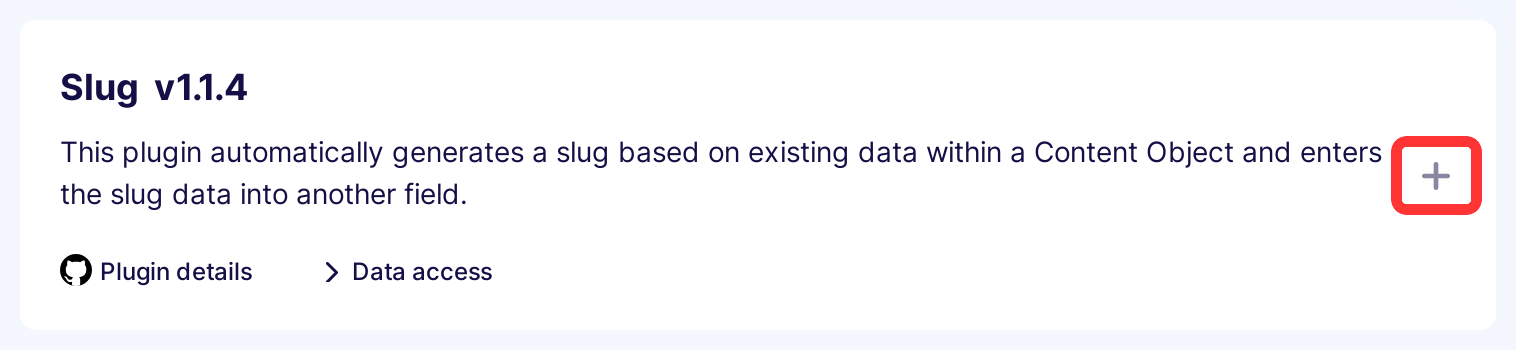 Slug v1.1.4
This plugin automatically generates a slug based on existing data within a Content Object and enters
the slug data into another field.
Plugin details
Data access